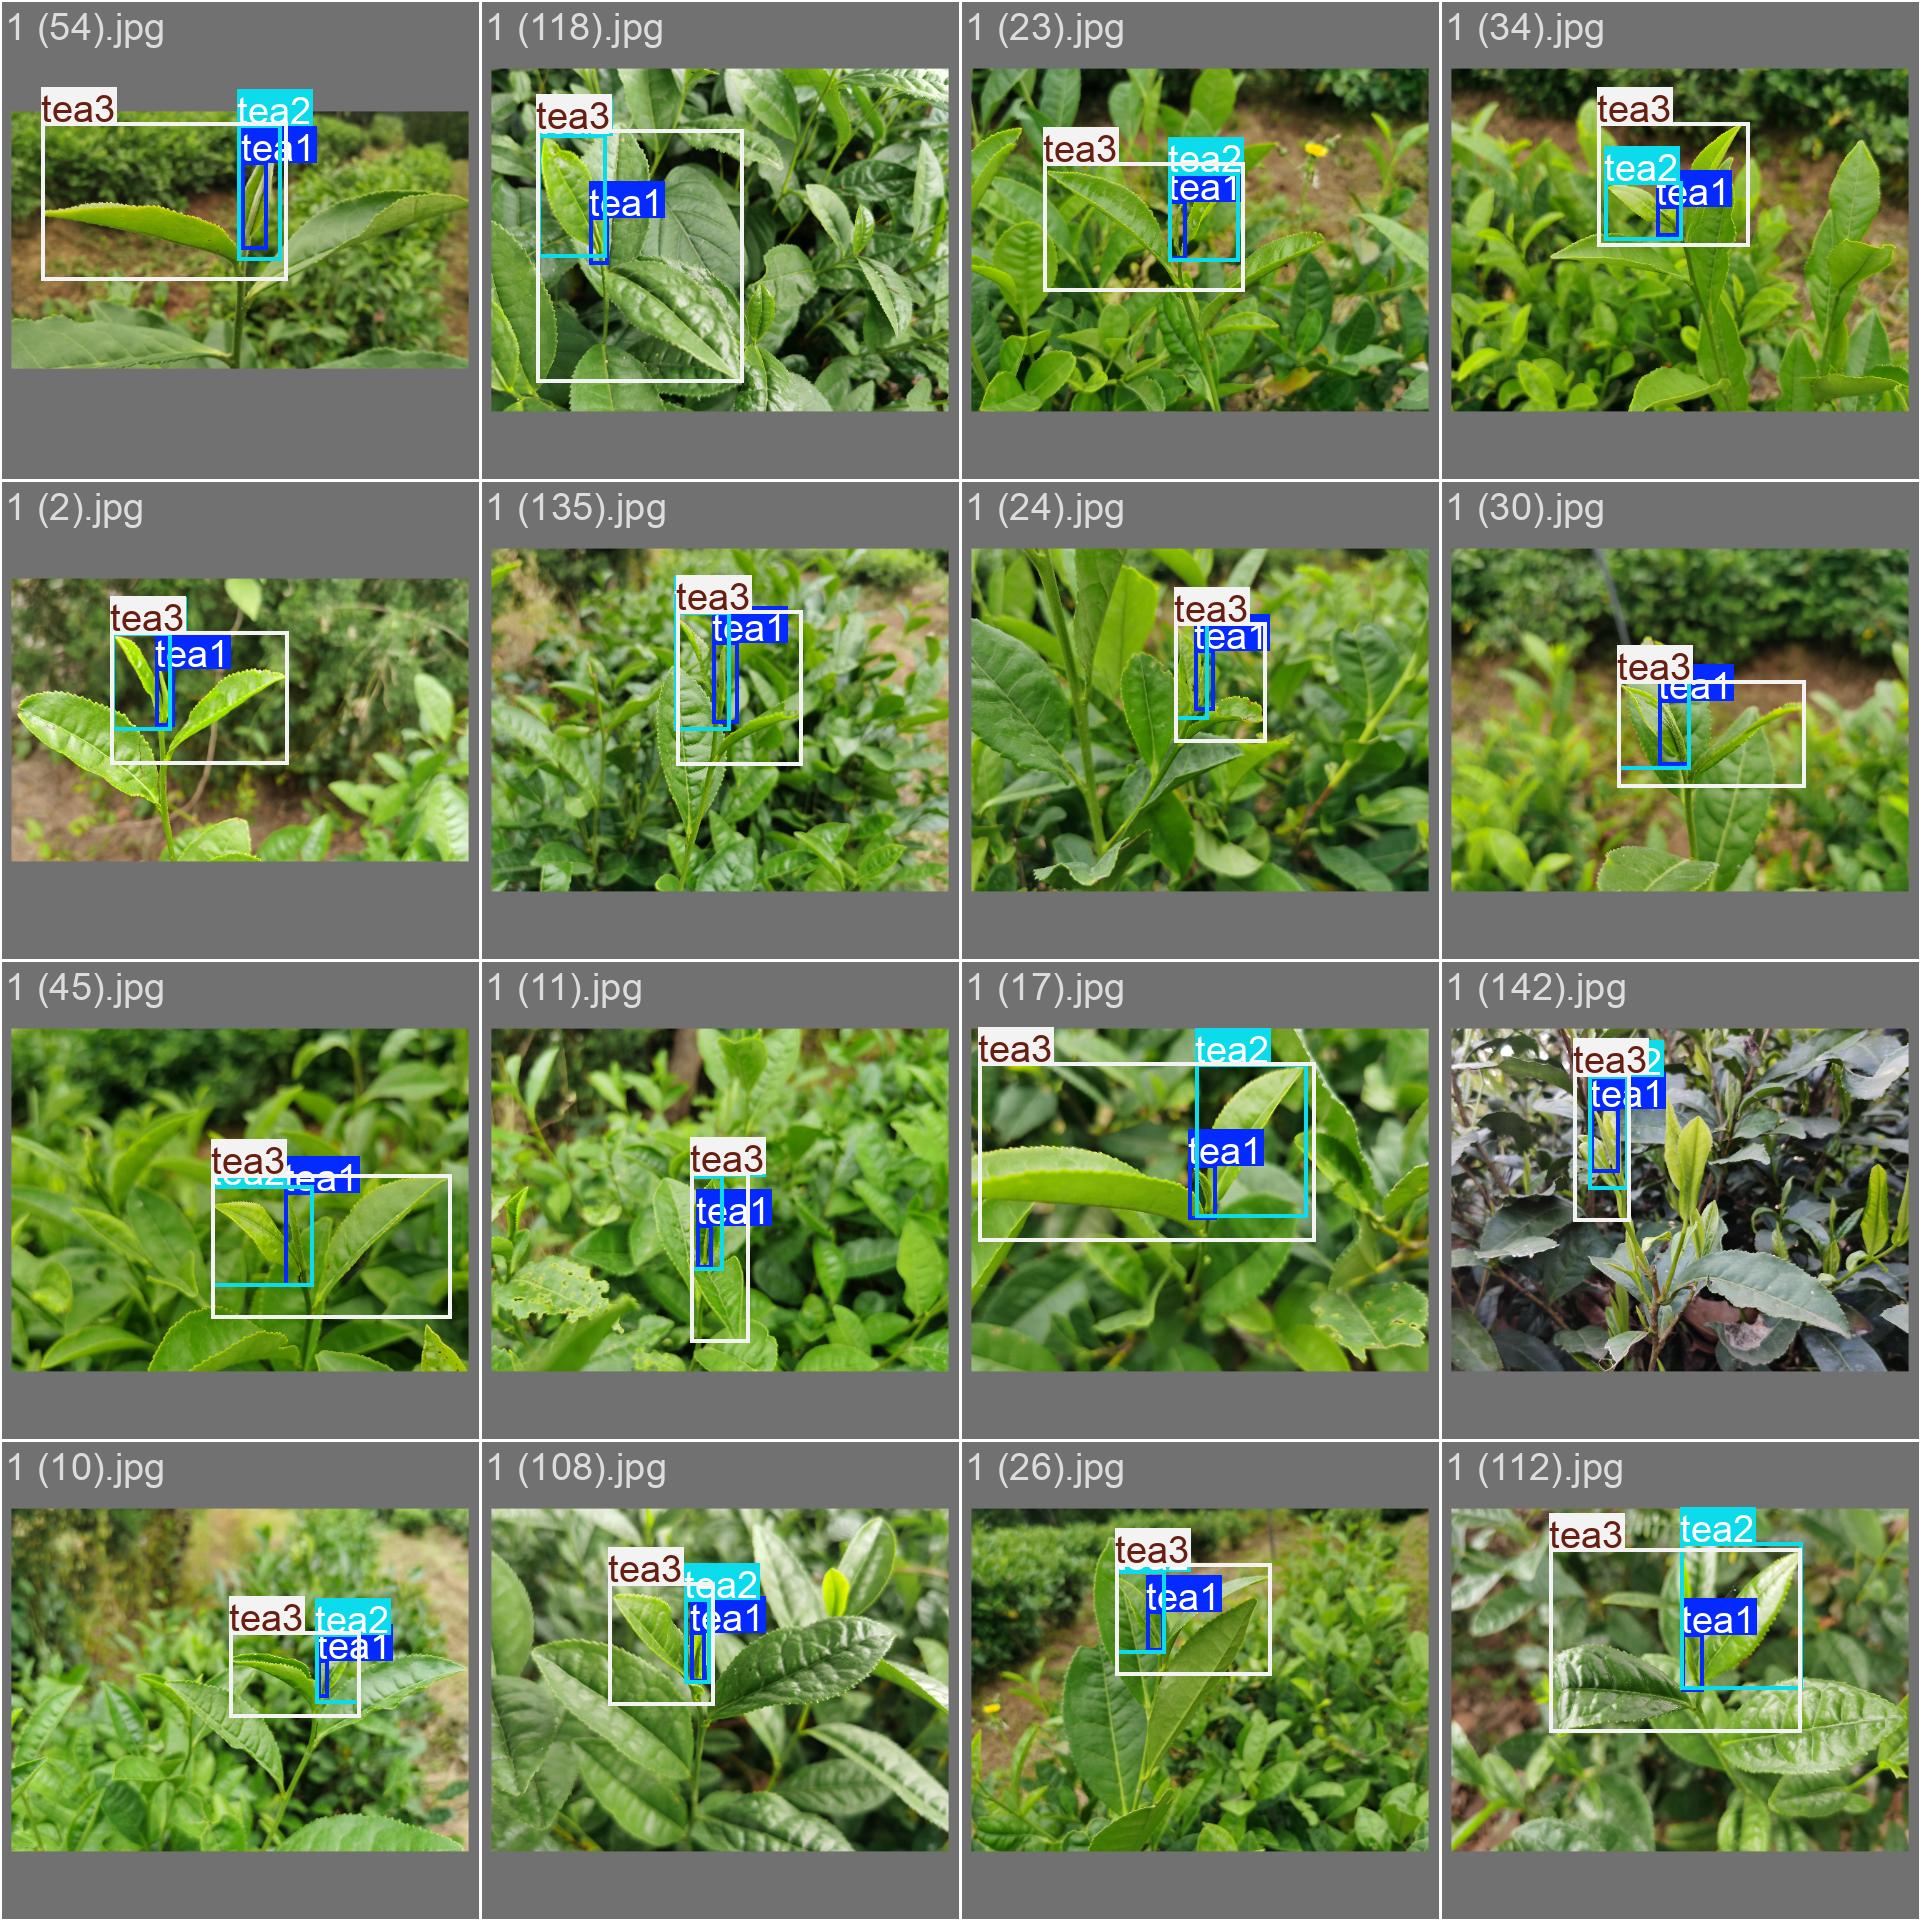 1 (54).jpg
tea3
tea2
tea1
1 (118).jpg
tea3
tea1
1 (23).jpg
tea3
tea2
tea1
1 (34).jpg
tea3
tea2
tea1
1 (2).jpg
tea3
tea1
1 (135).jpg
tea3
tea1
1 (24).jpg
tea3
tea1
1 (30).jpg
tea3
tea1
1 (45).jpg
tea3
tea2
tea1
1 (11).jpg
tea3
tea1
1 (17).jpg
tea3
tea2
tea1
1 (142).jpg
tea3
2
tea1
1 (10).jpg
tea3
tea2
tea1
1 (108).jpg
tea3
tea2
tea1
1 (26).jpg
tea3
tea1
1 (112).jpg
tea3
tea2
tea1